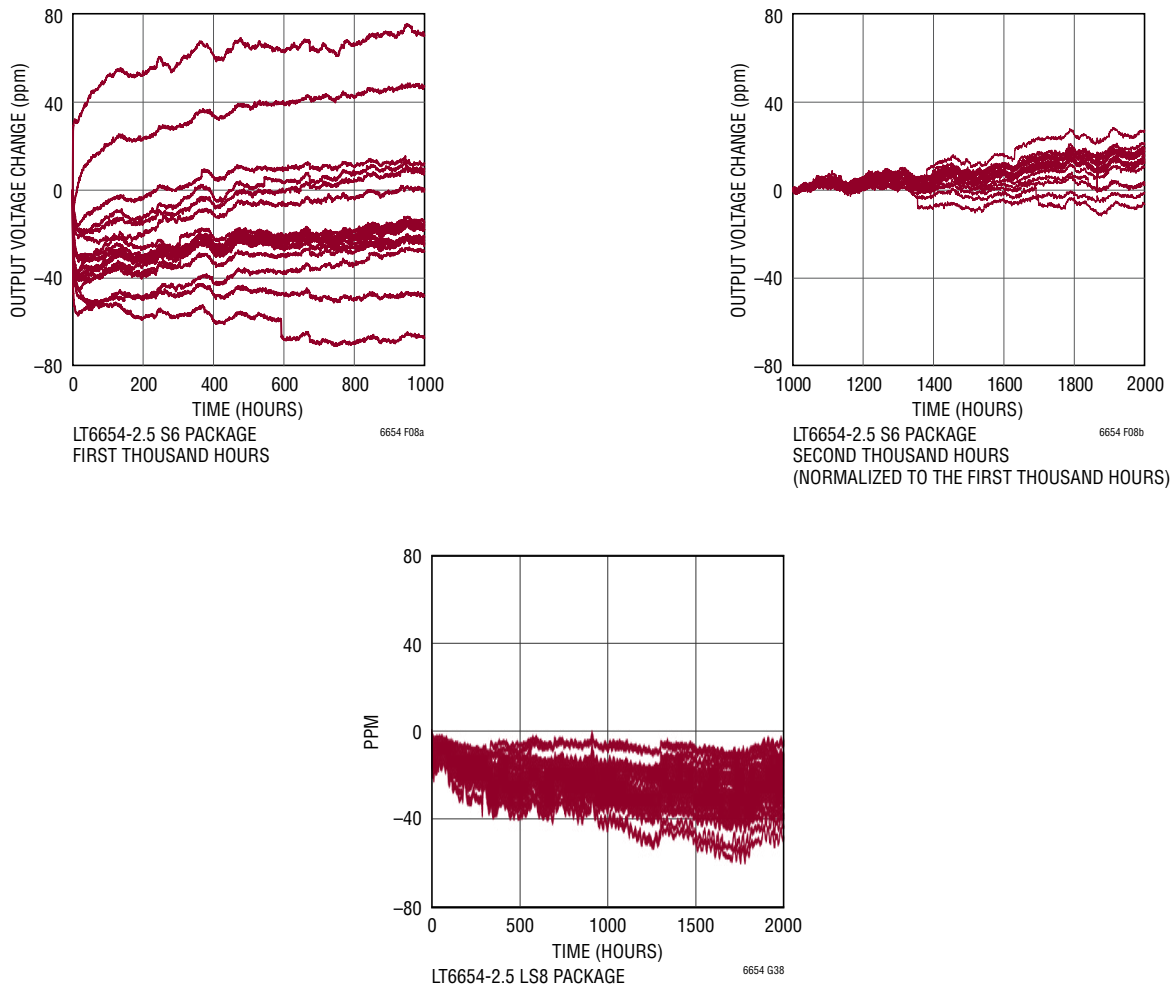 OUTPUT VOLTAGE CHANGE (ppm)
80
40
0
–40
–80
0 200 400 600 800 1000
TIME (HOURS)
LT6654-2.5 S6 PACKAGE
FIRST THOUSAND HOURS
6654 F08a
OUTPUT VOLTAGE CHANGE (ppm)
80
40
0
–40
–80
1000 1200 1400 1600 1800 2000
TIME (HOURS)
LT6654-2.5 S6 PACKAGE
SECOND THOUSAND HOURS
(NORMALIZED TO THE FIRST THOUSAND HOURS)
6654 F08b
PPM
80
40
0
–40
–80
0 500 1000 1500 2000
TIME (HOURS)
LT6654-2.5 LS8 PACKAGE
6654 G38